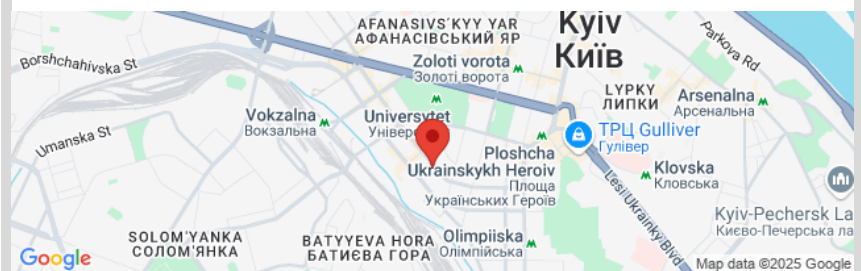 AFANASIVS'KYY YAR
АФАНАСІВСЬКИЙ ЯР
Kyiv
Київ
Parkova Rd
Borshchahivska St
Zoloti vorota
Золоті ворота
LYPKY
ЛИПКИ
Arsenalna
Арсенальна
Vokzalna
Вокзальна
Universytet
Універ
ТРЦ Gulliver
Гулівер
Umanska St
Ploshcha
Ukrainskykh Heroiv
Площа
Українських Героїв
Klovska
Кловська
Lesi Ukrainky Blvd
Kyiv-Pechersk La
Києво-Печерська ла
SOLOM'YANKA
СОЛОМ'ЯНКА
BATYYEVA HORA
БАТИЄВА ГОРА
Olimpiiska
Олімпійська
Google
Map data ©2025 Google